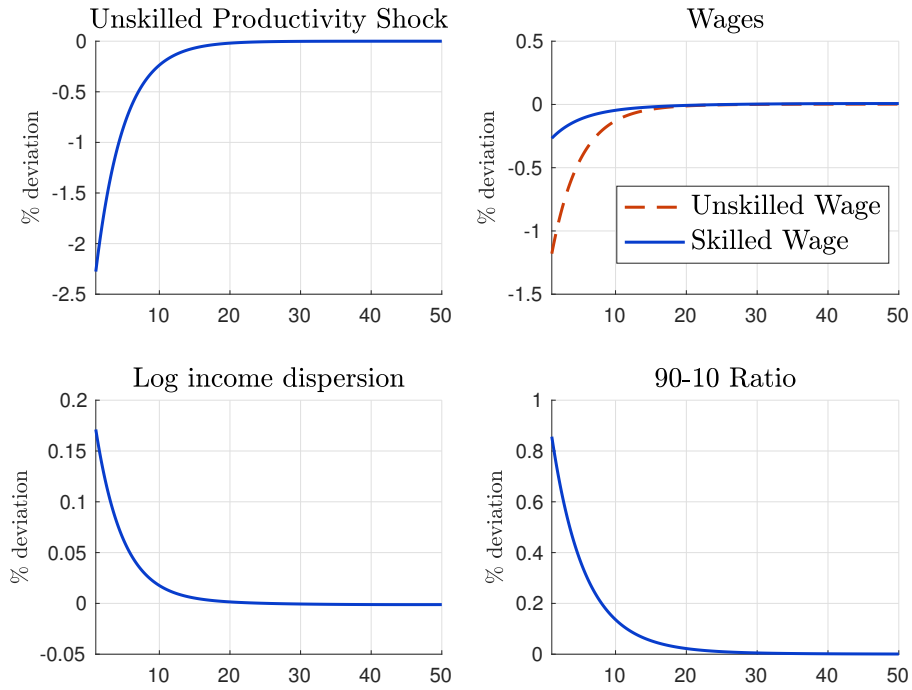 Unskilled Productivity Shock
% deviation
0
-0.5
-1
-1.5
-2
-2.5
10 20 30 40 50
Wages
% deviation
0.5
0
-0.5
-1
-1.5
Unskilled Wage
Skilled Wage
10 20 30 40 50
Log income dispersion
% deviation
0.2
0.15
0.1
0.05
0
-0.05
10 20 30 40 50
90-10 Ratio
% deviation
1
0.8
0.6
0.4
0.2
0
10 20 30 40 50